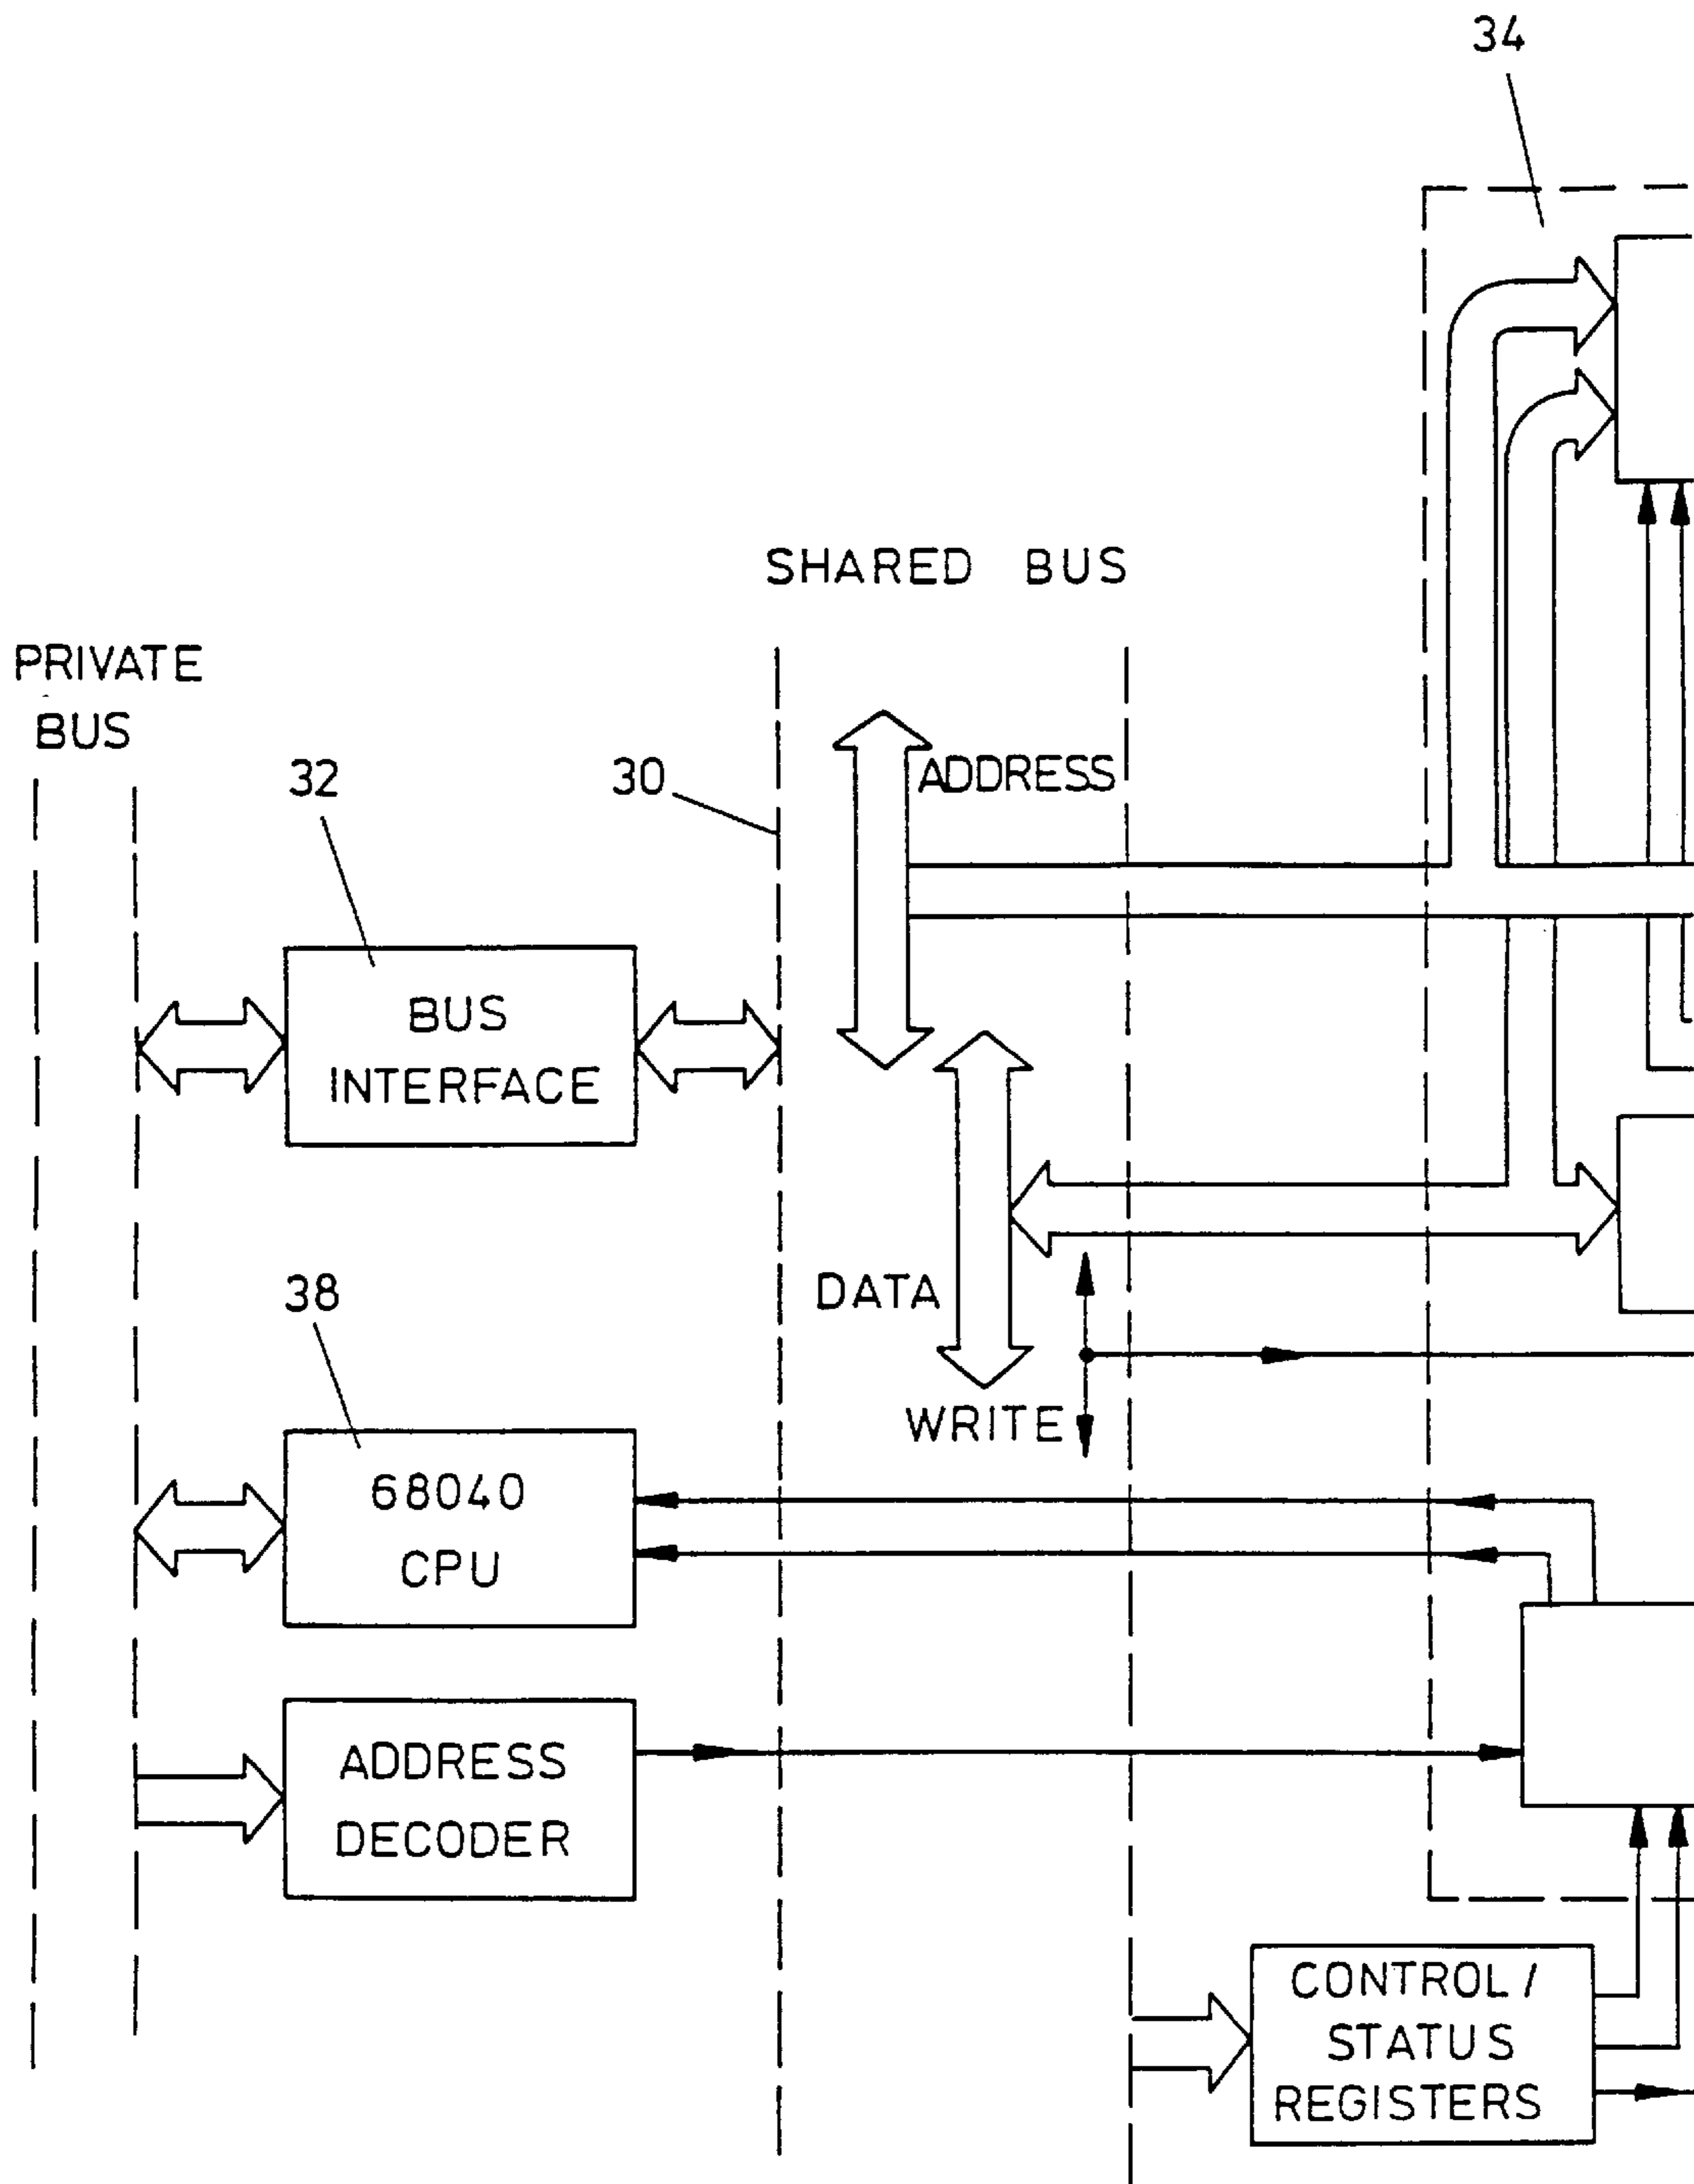 34
SHARED BUS
PRIVATE
BUS
32
30
ADDRESS
BUS
INTERFACE
38
DATA
WRITE
68040
CPU
ADDRESS
DECODER
CONTROL/
STATUS
REGISTERS